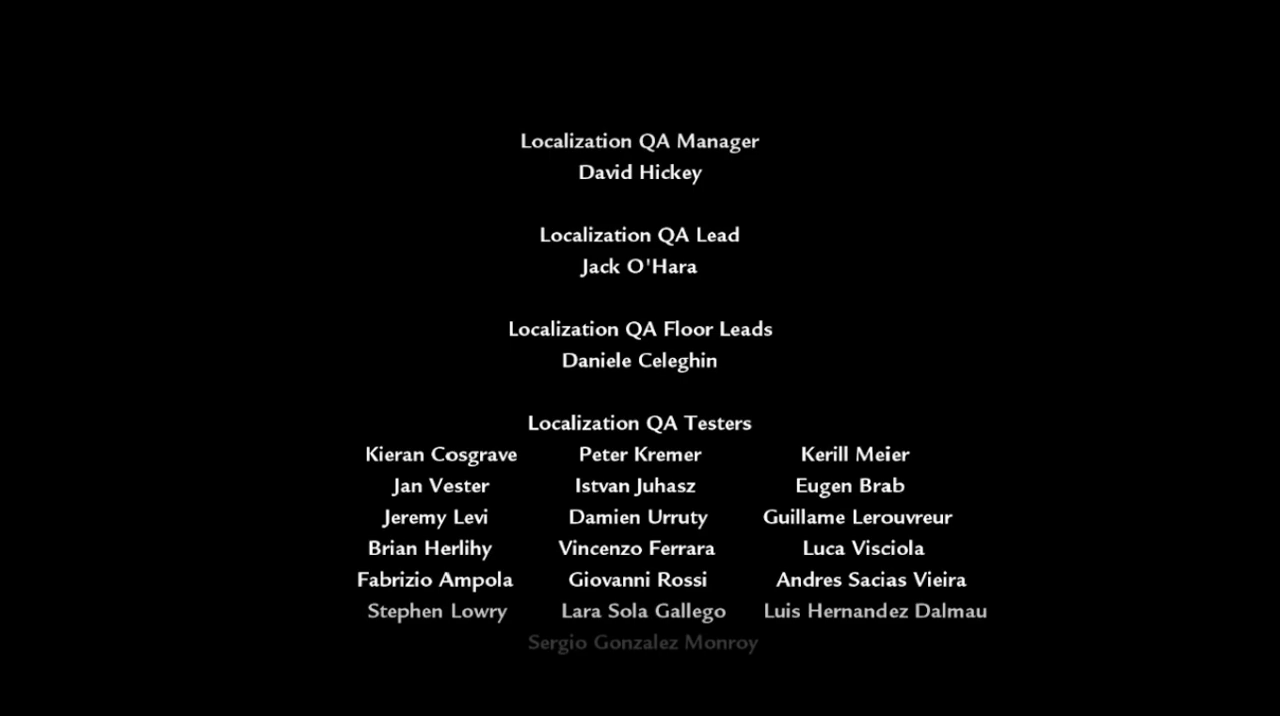 Localization QA Manager
David Hickey
Localization QA Lead
Jack O'Hara
Localization QA Floor Leads
Daniele Celeghin
Localization QA Testers
Kieran Cosgrave Peter Kremer Kerill Meier
Jan Vester Istvan Juhasz Eugen Brab
Jeremy Levi Damien Urruty Guillame Lerouvreur
Brian Herlihy Vincenzo Ferrara Luca Visciola
Fabrizio Ampola Giovanni Rossi Andres Sacias Vieira
Stephen Lowry Lara Sola Gallego Luis Hernandez Dalmau
Sergio Gonzalez Monroy